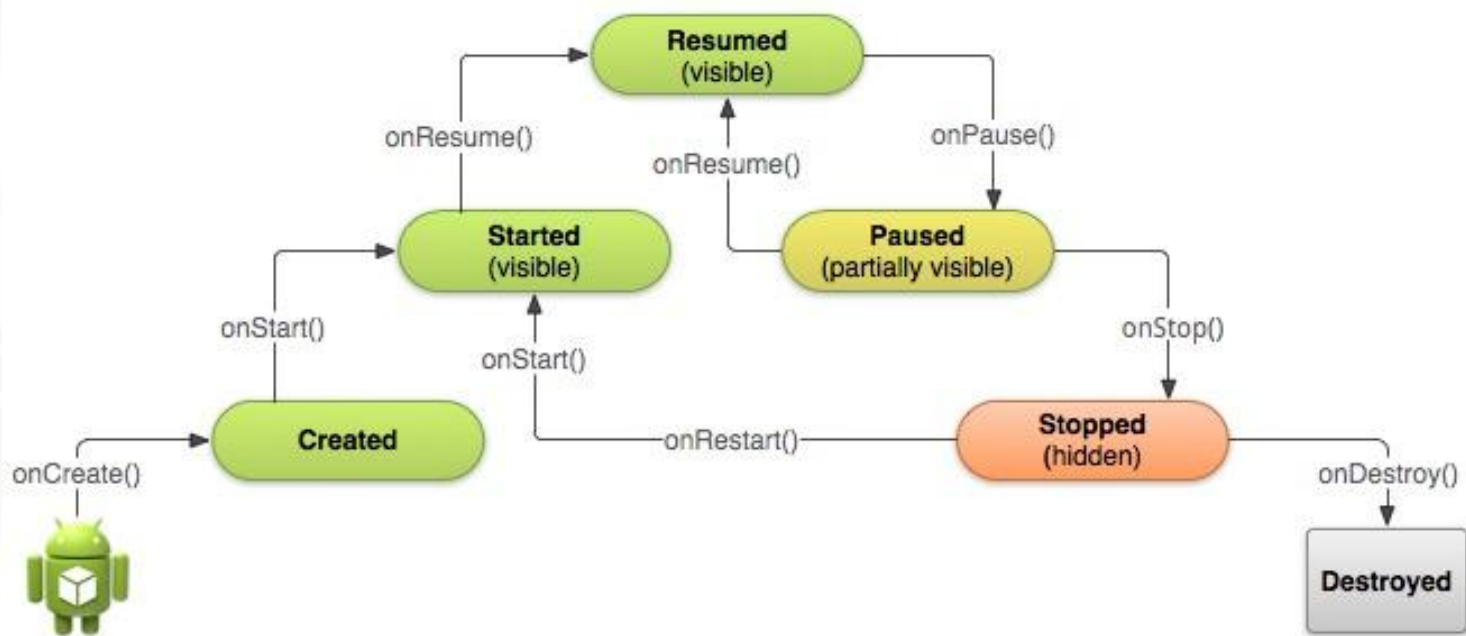 Resumed
(visible)
onResume()
onPause()
onResume()
Started
(visible)
Paused
(partially visible)
onStart()
onStop()
onStart()
Created
onRestart()
Stopped
(hidden)
onCreate()
onDestroy()
Destroyed